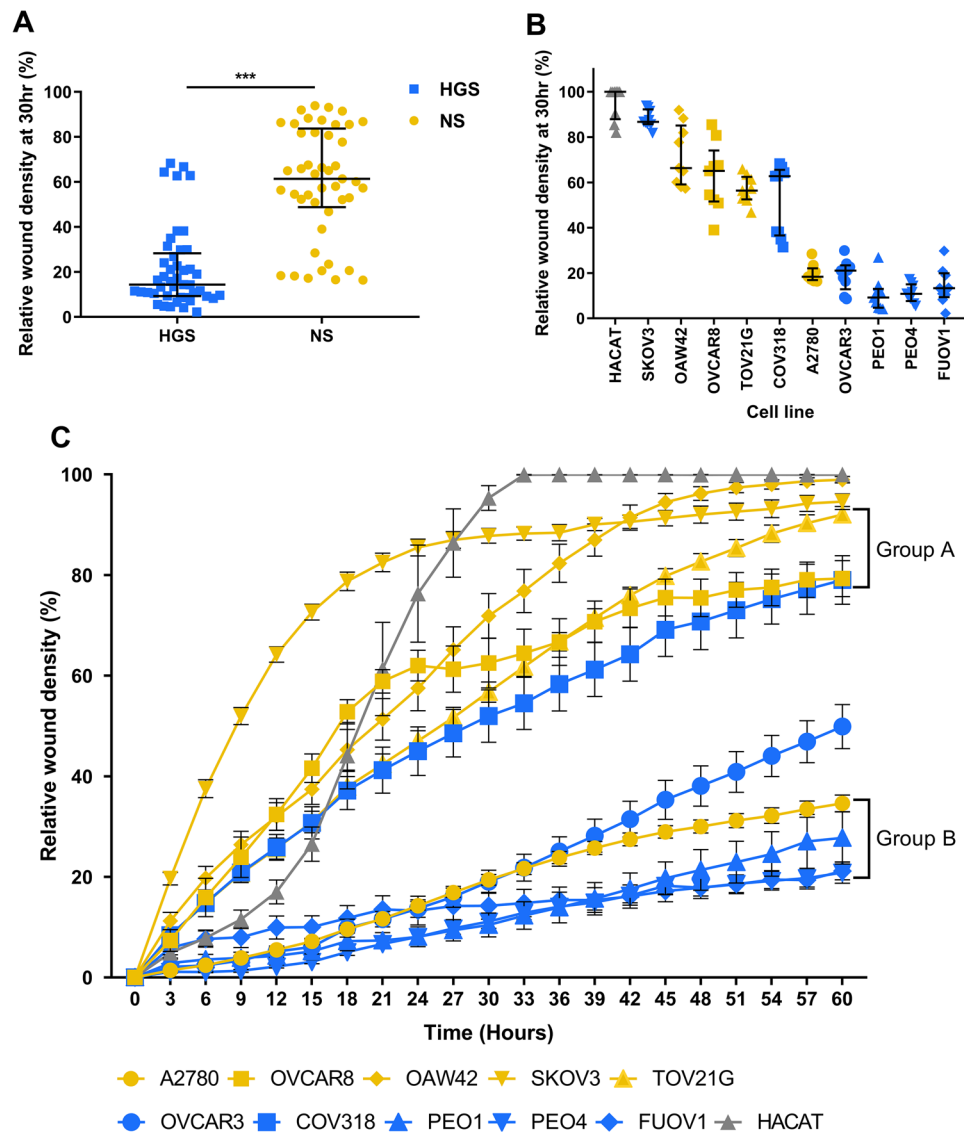 A
Relative wound density at 30hr (%)
100
80
60
40
20
0
***
HGS
NS
HGS
NS
B
Relative wound density at 30hr (%)
100
80
60
40
20
0
HACAT
SKOV3
OAW42
OVCAR8
TOV21G
COV318
A2780
OVCAR3
PEO1
PEO4
FUOV1
Cell line
C
Relative wound density (%)
100
80
60
40
20
0
Group A
Group B
0 3 6 9 12 15 18 21 24 27 30 33 36 39 42 45 48 51 54 57 60
Time (Hours)
A2780 OVCAR8 OAW42 SKOV3 TOV21G
OVCAR3 COV318 PEO1 PEO4 FUOV1 HACAT